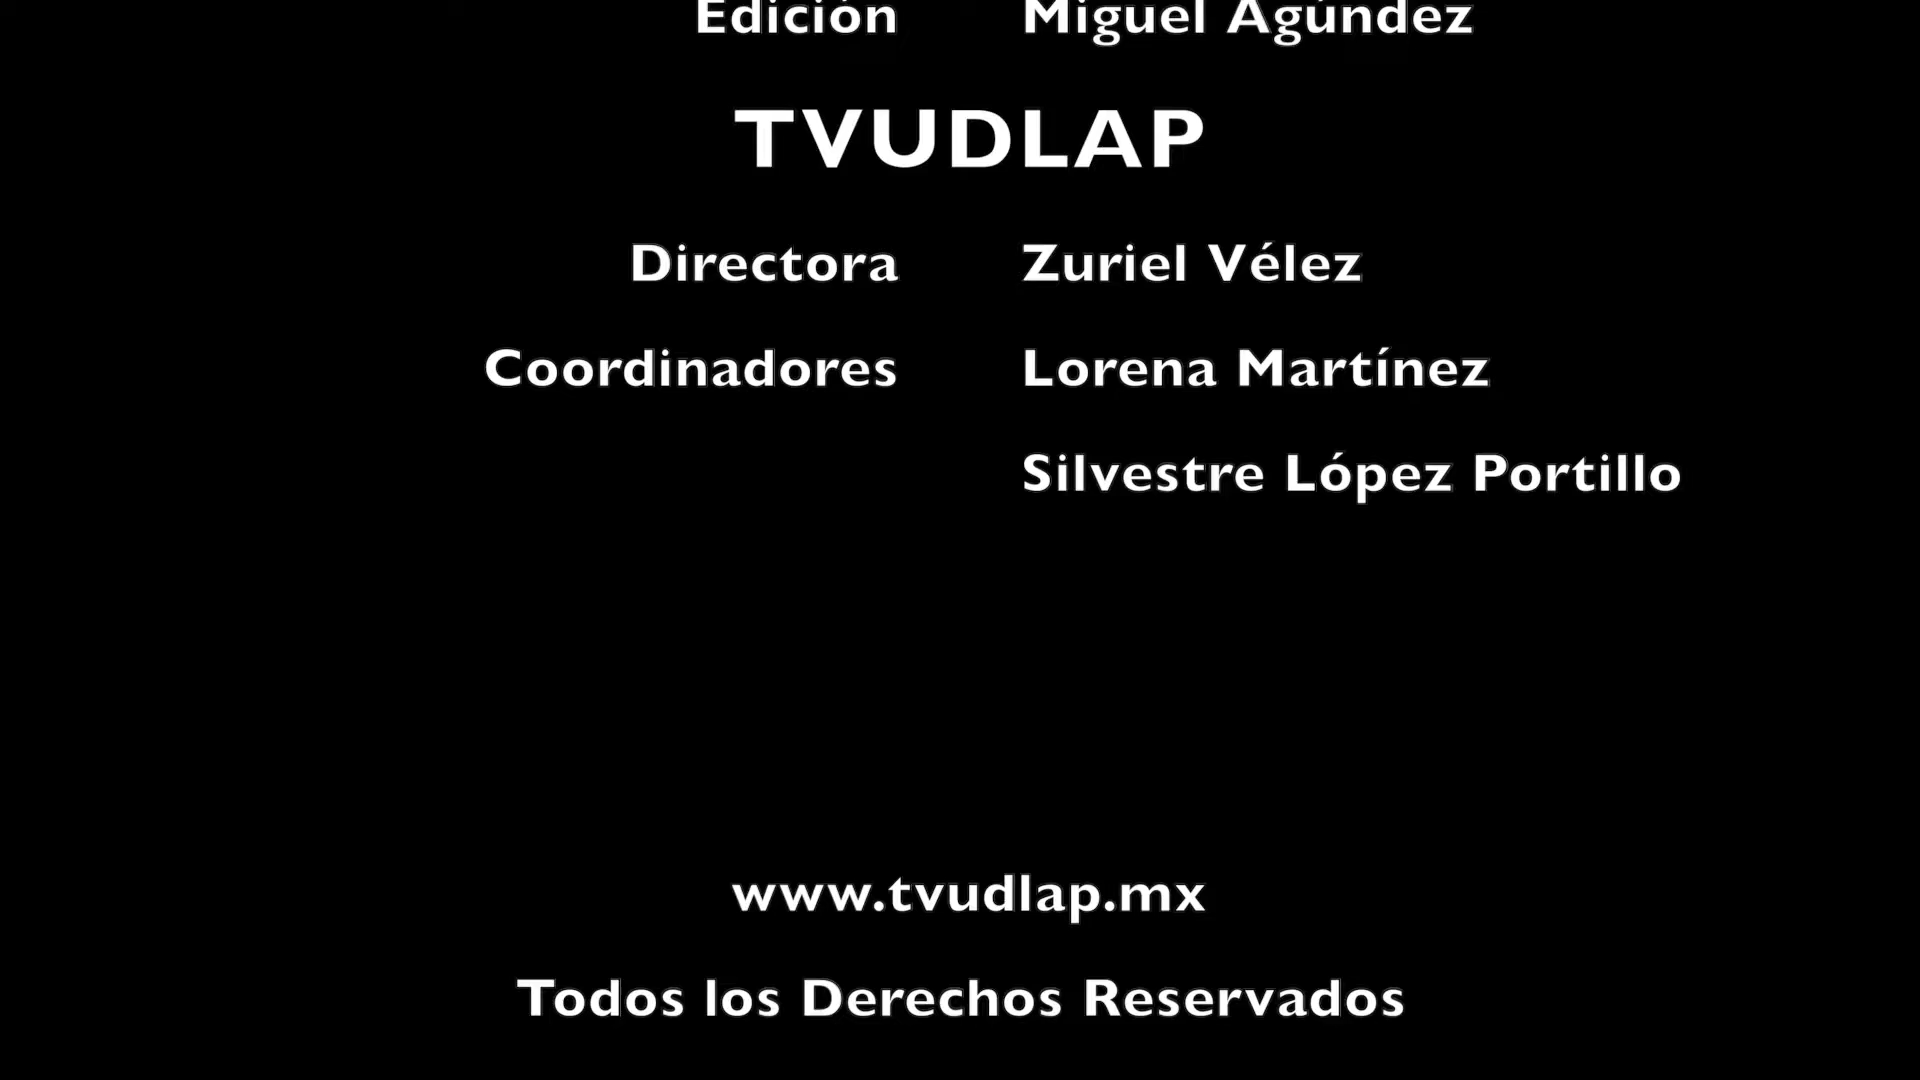 Edición Miguel Agúndez
TVUDLAP
Directora Zuriel Vélez
Coordinadores Lorena Martínez
Silvestre López Portillo
www.tvudlap.mx
Todos los Derechos Reservados